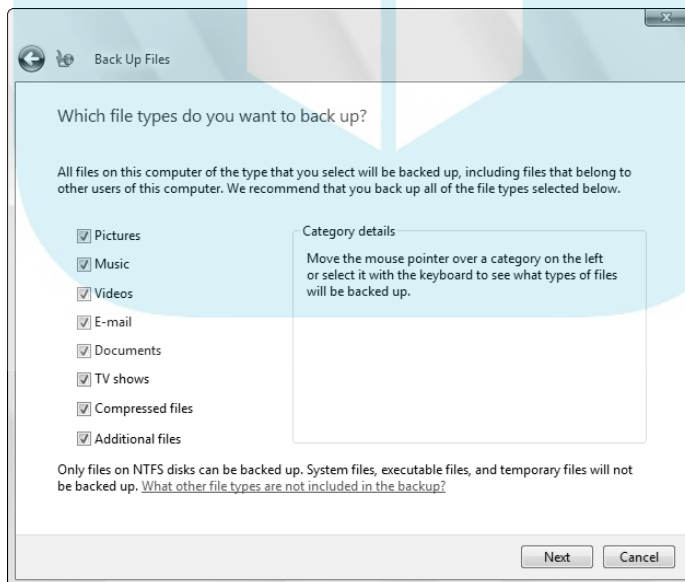 Back Up Files
Which file types do you want to back up?
All files on this computer of the type that you select will be backed up, including files that belong to
other users of this computer. We recommend that you back up all of the file types selected below.
Pictures
Music
Videos
E-mail
Documents
TV shows
Compressed files
Additional files
Category details
Move the mouse pointer over a category on the left
or select it with the keyboard to see what types of files
will be backed up.
Only files on NTFS disks can be backed up. System files, executable files, and temporary files will not
be backed up. What other file types are not included in the backup?
Next
Cancel